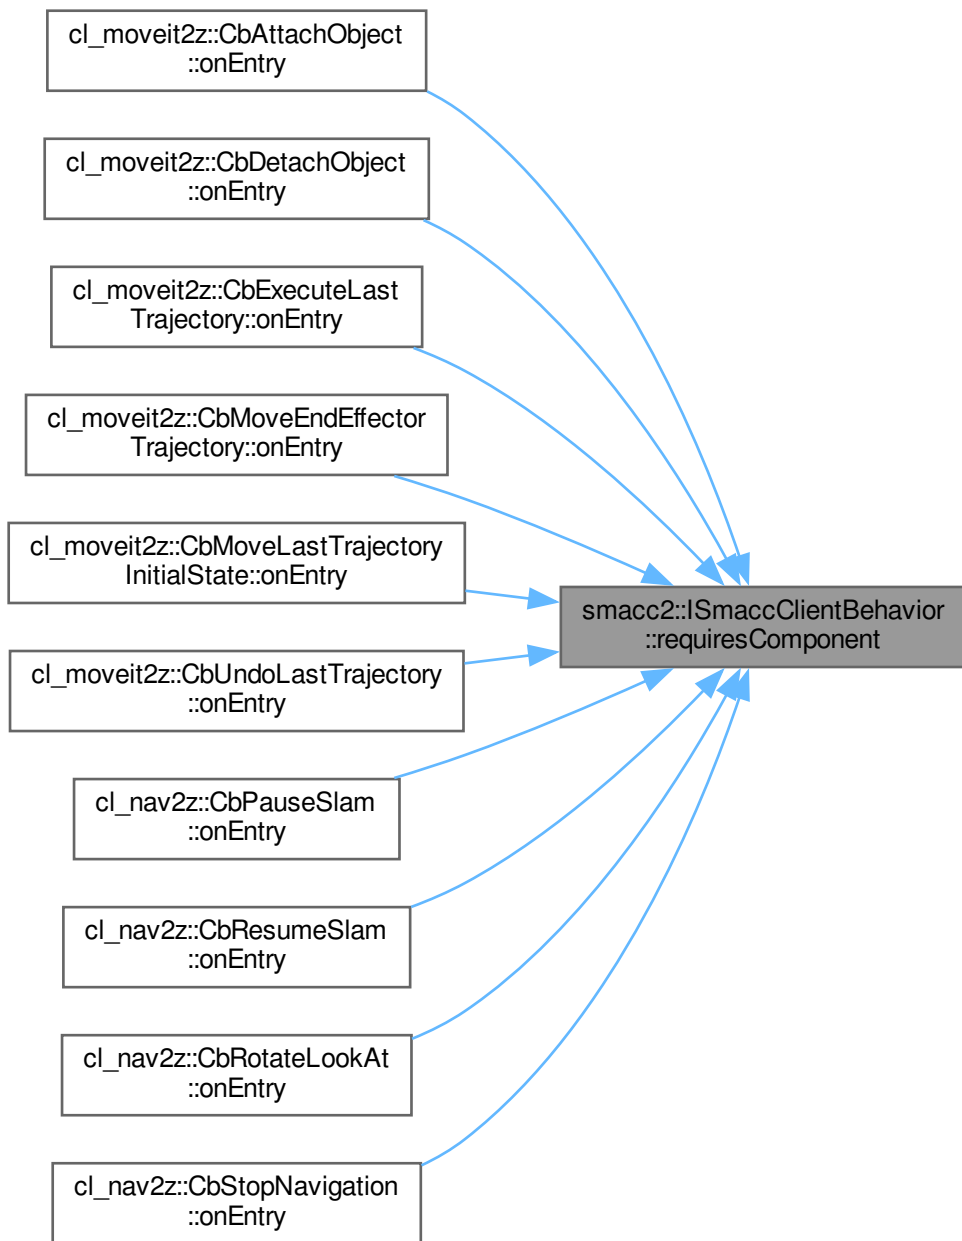 cl_moveit2z::CbAttachObject
::onEntry
cl_moveit2z::CbDetachObject
::onEntry
cl_moveit2z::CbExecuteLast
Trajectory::onEntry
cl_moveit2z::CbMoveEndEffector
Trajectory::onEntry
cl_moveit2z::CbMoveLastTrajectory
InitialState::onEntry
smacc2::ISmaccClientBehavior
::requiresComponent
cl_moveit2z::CbUndoLastTrajectory
::onEntry
cl_nav2z::CbPauseSlam
::onEntry
cl_nav2z::CbResumeSlam
::onEntry
cl_nav2z::CbRotateLookAt
::onEntry
cl_nav2z::CbStopNavigation
::onEntry